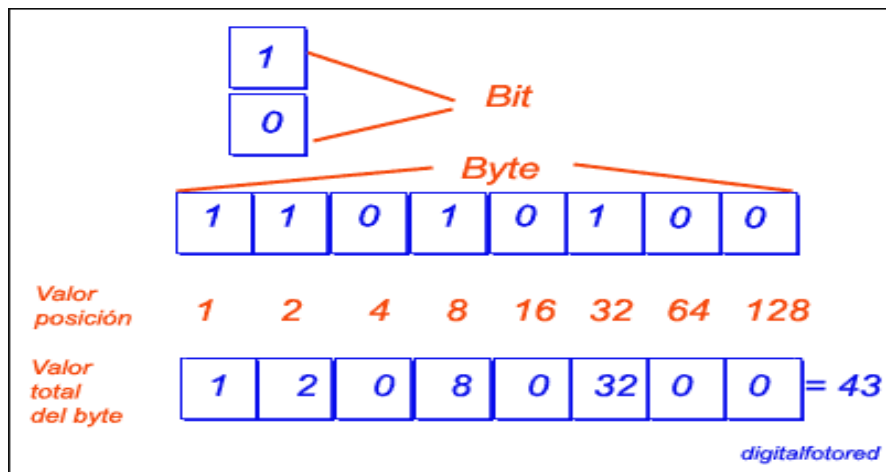 1
Bit
0
Byte
1 1 0 1 0 1 0 0
Valor
posición
1 2 4 8 16 32 64 128
Valor
total
del byte
1 2 0 8 0 32 0 0 = 43
digitalfotored